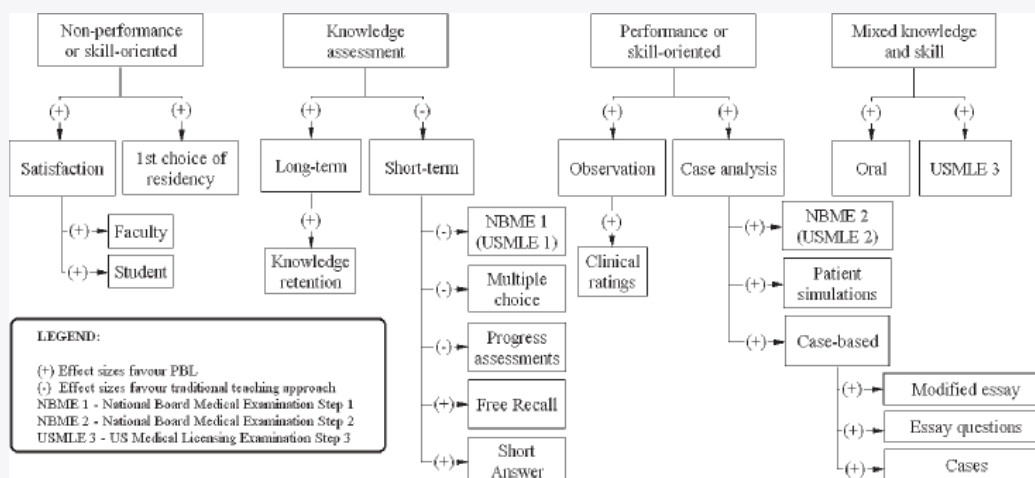 Non-performance
or skill-oriented
Knowledge
assessment
Performance or
skill-oriented
Mixed knowledge
and skill
(+)
(+)
(+)
(-)
(+)
(+)
(+)
(+)
Satisfaction
1st choice of
residency
Long-term
Short-term
Observation
Case analysis
Oral
USMLE 3
(+)
Faculty
(+)
Student
(+)
Knowledge
retention
(-)
NBME 1
(USMLE 1)
(-)
Multiple
choice
(-)
Progress
assessments
(+)
Free Recall
(+)
Short
Answer
(+)
Clinical
ratings
(+)
NBME 2
(USMLE 2)
(+)
Patient
simulations
(+)
Case-based
(+)
Modified essay
(+)
Essay questions
(+)
Cases
LEGEND:
(+) Effect sizes favour PBL
(-) Effect sizes favour traditional teaching approach
NBME 1 - National Board Medical Examination Step 1
NBME 2 - National Board Medical Examination Step 2
USMLE 3 - US Medical Licensing Examination Step 3